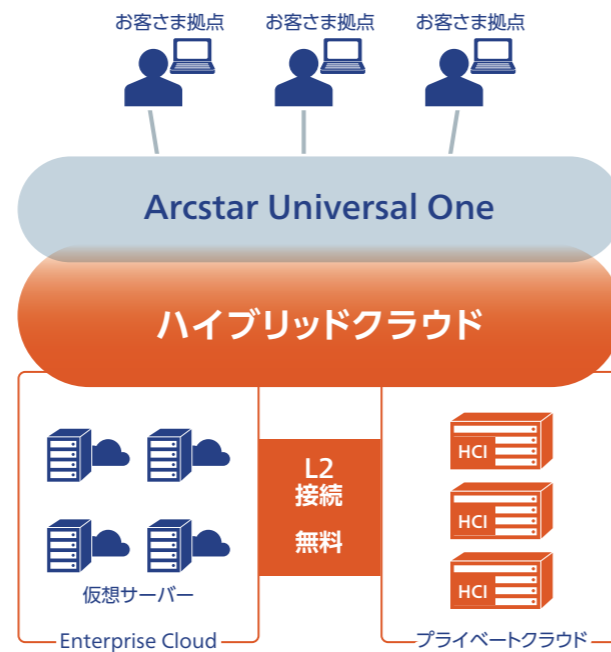 お客さま拠点
お客さま拠点
お客さま拠点
Arcstar Universal One
ハイブリッドクラウド
L2
接続
無料
HCI
HCI
HCI
仮想サーバー
Enterprise Cloud
プライベートクラウド